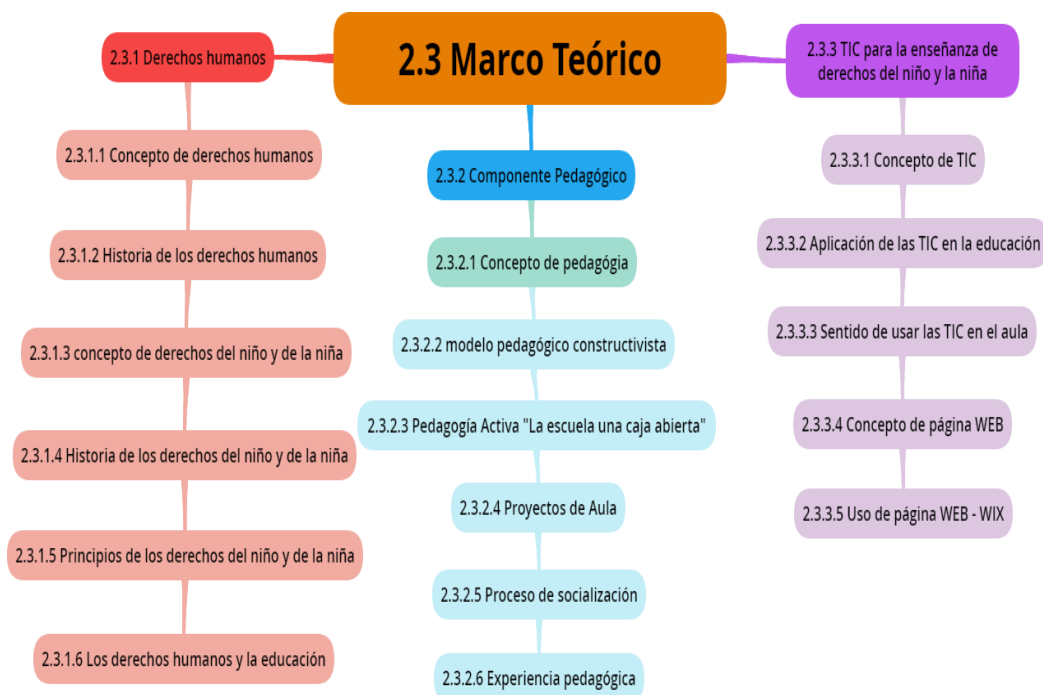 2.3 Marco Teórico
2.3.1 Derechos humanos
2.3.1.1 Concepto de derechos humanos
2.3.1.2 Historia de los derechos humanos
2.3.1.3 concepto de derechos del niño y de la niña
2.3.1.4 Historia de los derechos del niño y de la niña
2.3.1.5 Principios de los derechos del niño y de la niña
2.3.1.6 Los derechos humanos y la educación
2.3.2 Componente Pedagógico
2.3.2.1 Concepto de pedagógia
2.3.2.2 modelo pedagógico constructivista
2.3.2.3 Pedagogía Activa "La escuela una caja abierta"
2.3.2.4 Proyectos de Aula
2.3.2.5 Proceso de socialización
2.3.2.6 Experiencia pedagógica
2.3.3 TIC para la enseñanza de
derechos del niño y la niña
2.3.3.1 Concepto de TIC
2.3.3.2 Aplicación de las TIC en la educación
2.3.3.3 Sentido de usar las TIC en el aula
2.3.3.4 Concepto de página WEB
2.3.3.5 Uso de página WEB - WIX